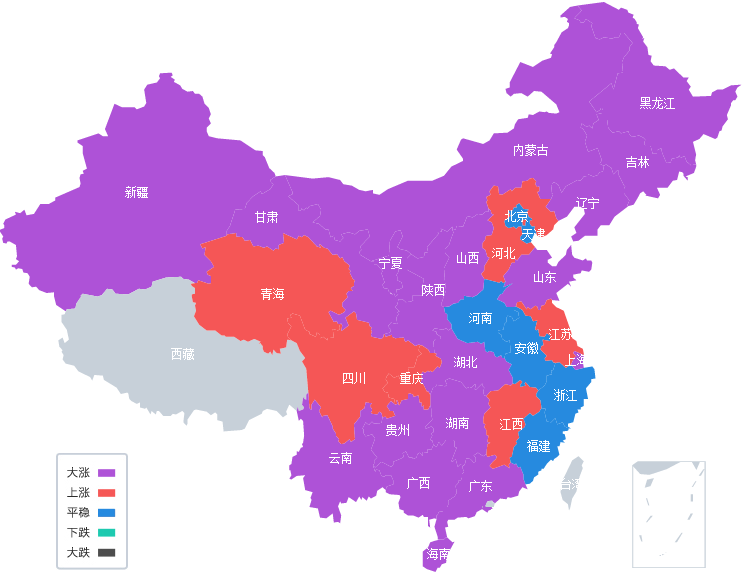 黑龙江
内蒙古
吉林
新疆
辽宁
甘肃
北京
天津
河北
山西
宁夏
山东
陕西
青海
河南
江苏
安徽
西藏
上海
湖北
四川
重庆
浙江
江西
湖南
贵州
福建
云南
广西
广东
台湾
海南
大涨
上涨
平稳
下跌
大跌